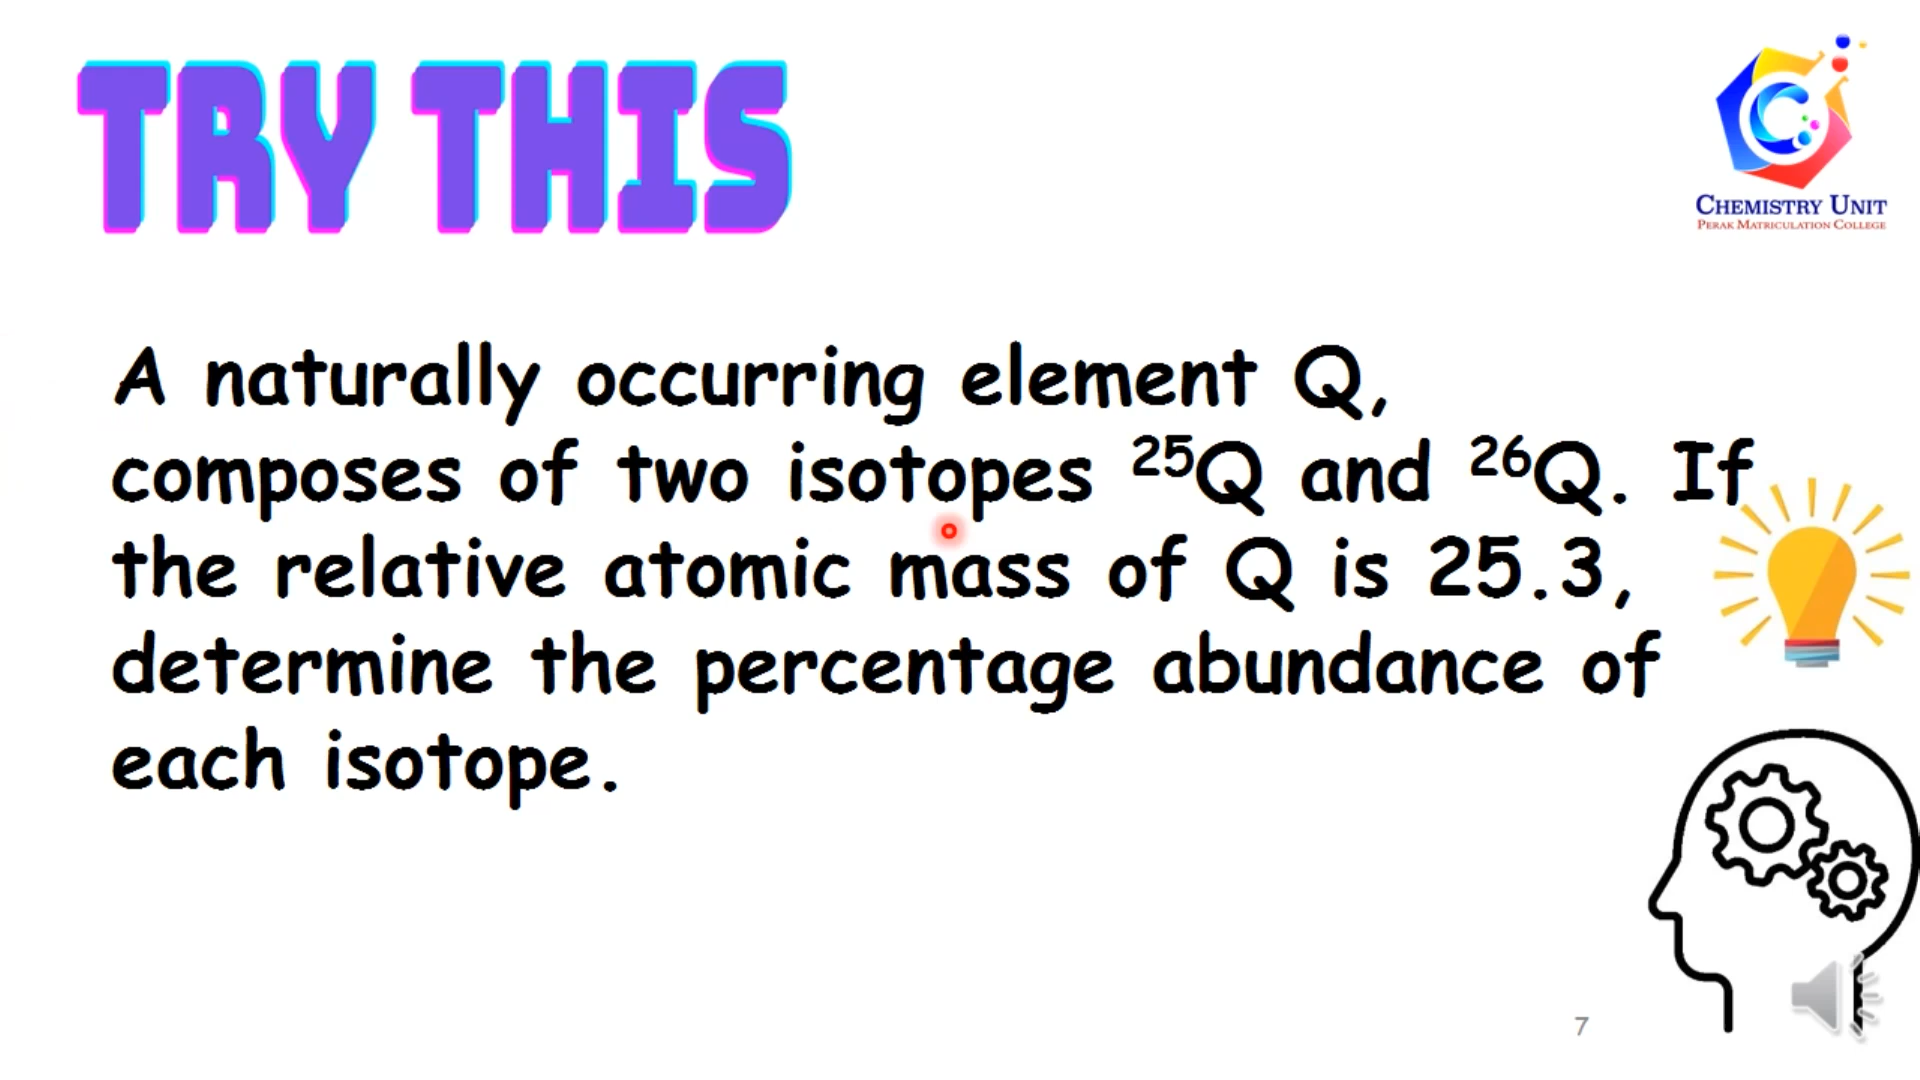 TRY THIS
CHEMISTRY UNIT
PERAK MATRICULATION COLLEGE
A naturally occurring element Q,
composes of two isotopes ²⁵Q and ²⁶Q. If
the relative atomic mass of Q is 25.3,
determine the percentage abundance of
each isotope.
7